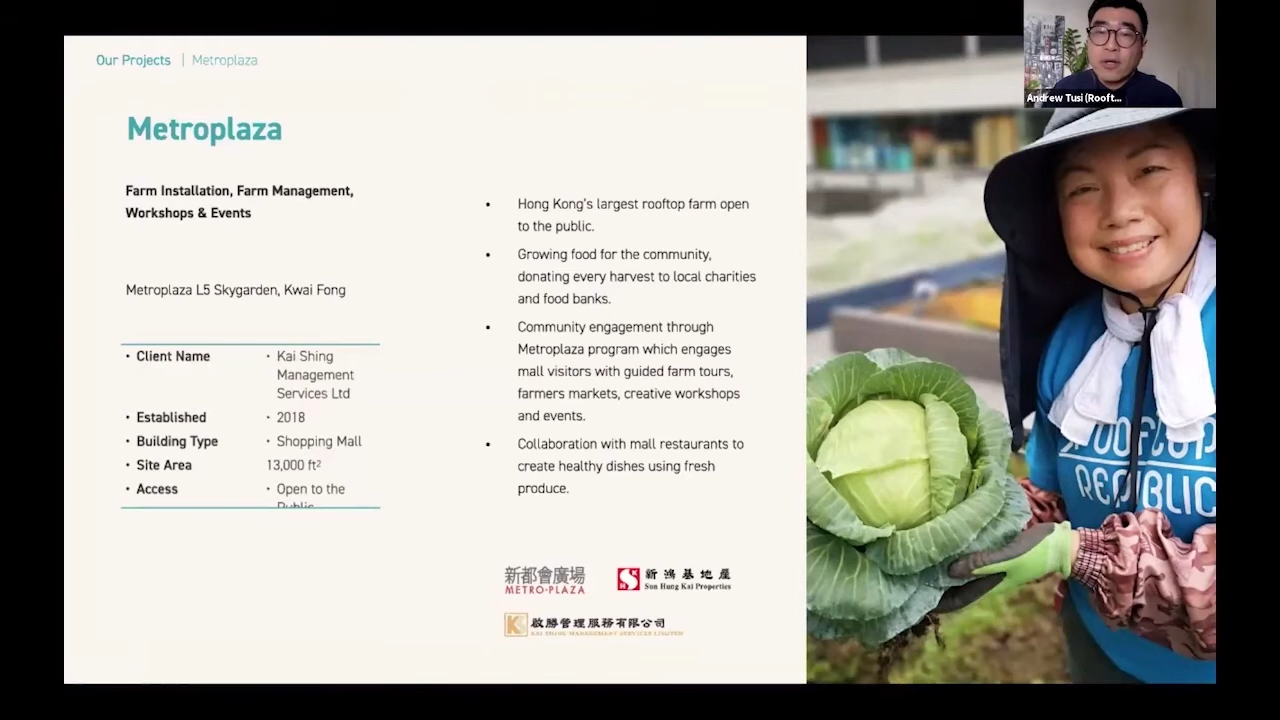 Our Projects | Metroplaza
Andrew Tusi (Rooft...
Metroplaza
Farm Installation, Farm Management,
Workshops & Events
Metroplaza L5 Skygarden, Kwai Fong
• Client Name • Kai Shing
Management
Services Ltd
• Established • 2018
• Building Type • Shopping Mall
• Site Area 13,000 ft²
• Access • Open to the
Public
• Hong Kong's largest rooftop farm open
to the public.
• Growing food for the community,
donating every harvest to local charities
and food banks.
• Community engagement through
Metroplaza program which engages
mall visitors with guided farm tours,
farmers markets, creative workshops
and events.
• Collaboration with mall restaurants to
create healthy dishes using fresh
produce.
新都會廣場
METRO·PLAZA
新鴻基地產
Sun Hung Kai Properties
啟勝管理服務有限公司
KAI SHING MANAGEMENT SERVICES LIMITED
ROOFTOP
REPUBLIC